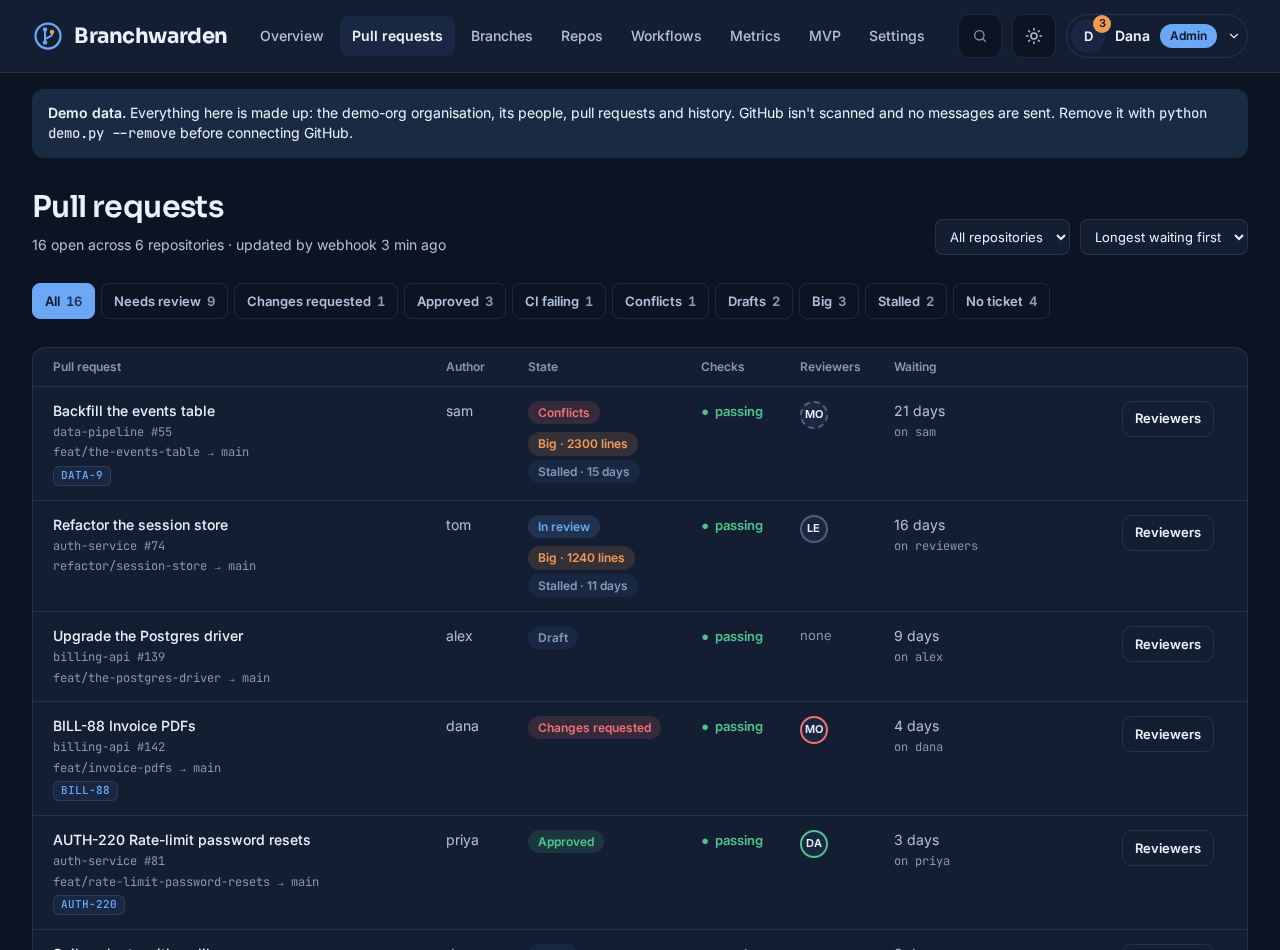 Branchwarden
Overview
Pull requests
Branches
Repos
Workflows
Metrics
MVP
Settings
D
3
Dana
Admin
Demo data. Everything here is made up: the demo-org organisation, its people, pull requests and history. GitHub isn't scanned and no messages are sent. Remove it with python
demo.py --remove before connecting GitHub.
Pull requests
16 open across 6 repositories · updated by webhook 3 min ago
All repositories
Longest waiting first
All 16
Needs review 9
Changes requested 1
Approved 3
CI failing 1
Conflicts 1
Drafts 2
Big 3
Stalled 2
No ticket 4
Pull request
Author
State
Checks
Reviewers
Waiting
Backfill the events table
data-pipeline #55
feat/the-events-table → main
DATA-9
sam
Conflicts
Big · 2300 lines
Stalled · 15 days
● passing
MO
21 days
on sam
Reviewers
Refactor the session store
auth-service #74
refactor/session-store → main
tom
In review
Big · 1240 lines
Stalled · 11 days
● passing
LE
16 days
on reviewers
Reviewers
Upgrade the Postgres driver
billing-api #139
feat/the-postgres-driver → main
alex
Draft
● passing
none
9 days
on alex
Reviewers
BILL-88 Invoice PDFs
billing-api #142
feat/invoice-pdfs → main
BILL-88
dana
Changes requested
● passing
MO
4 days
on dana
Reviewers
AUTH-220 Rate-limit password resets
auth-service #81
feat/rate-limit-password-resets → main
AUTH-220
priya
Approved
● passing
DA
3 days
on priya
Reviewers